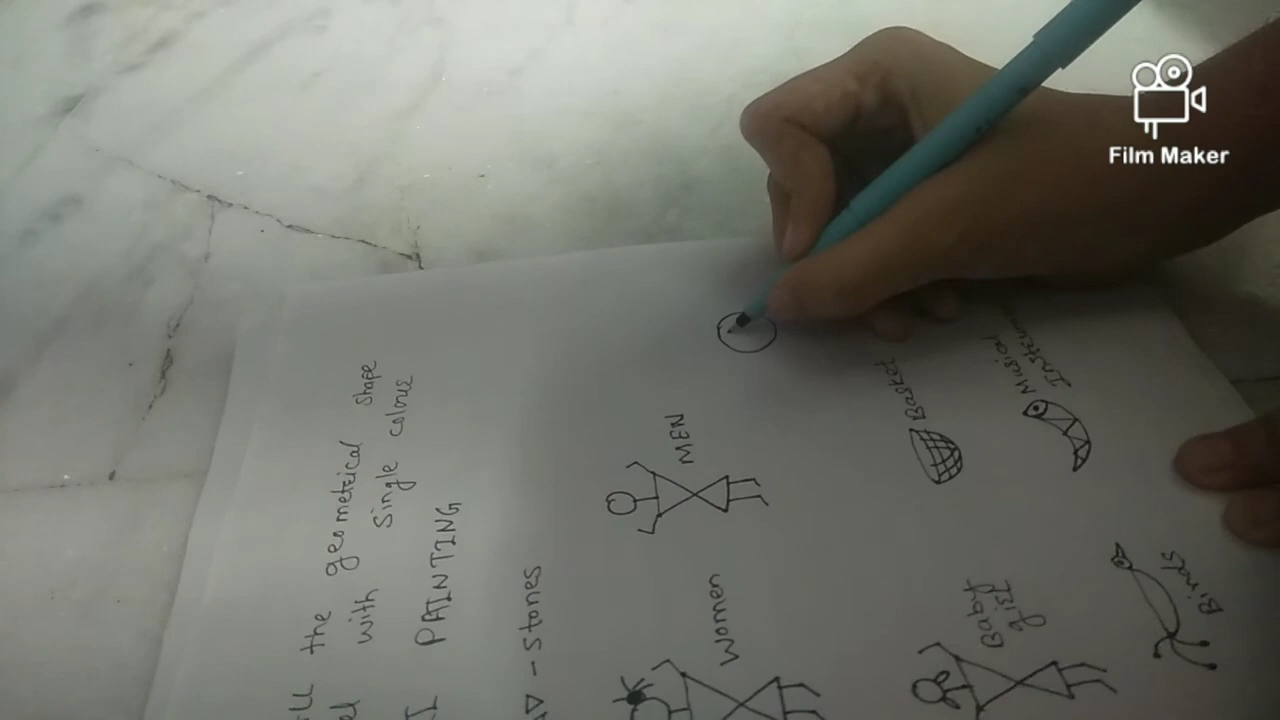 the geometrical shape
with single colour
PAINTING
- Stones
Women
MEN
Baby
girl
Basket
Birds
Musical
Film Maker